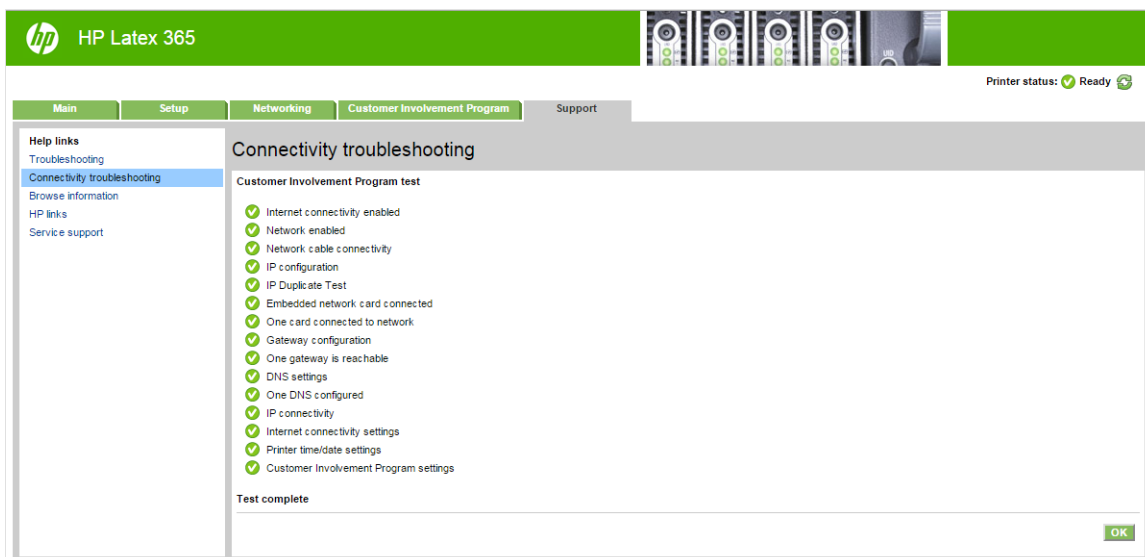 hp HP Latex 365
UID
Printer status: Ready
Main Setup Networking Customer Involvement Program Support
Help links
Troubleshooting
Connectivity troubleshooting
Browse information
HP links
Service support
Connectivity troubleshooting
Customer Involvement Program test
Internet connectivity enabled
Network enabled
Network cable connectivity
IP configuration
IP Duplicate Test
Embedded network card connected
One card connected to network
Gateway configuration
One gateway is reachable
DNS settings
One DNS configured
IP connectivity
Internet connectivity settings
Printer time/date settings
Customer Involvement Program settings
Test complete
OK